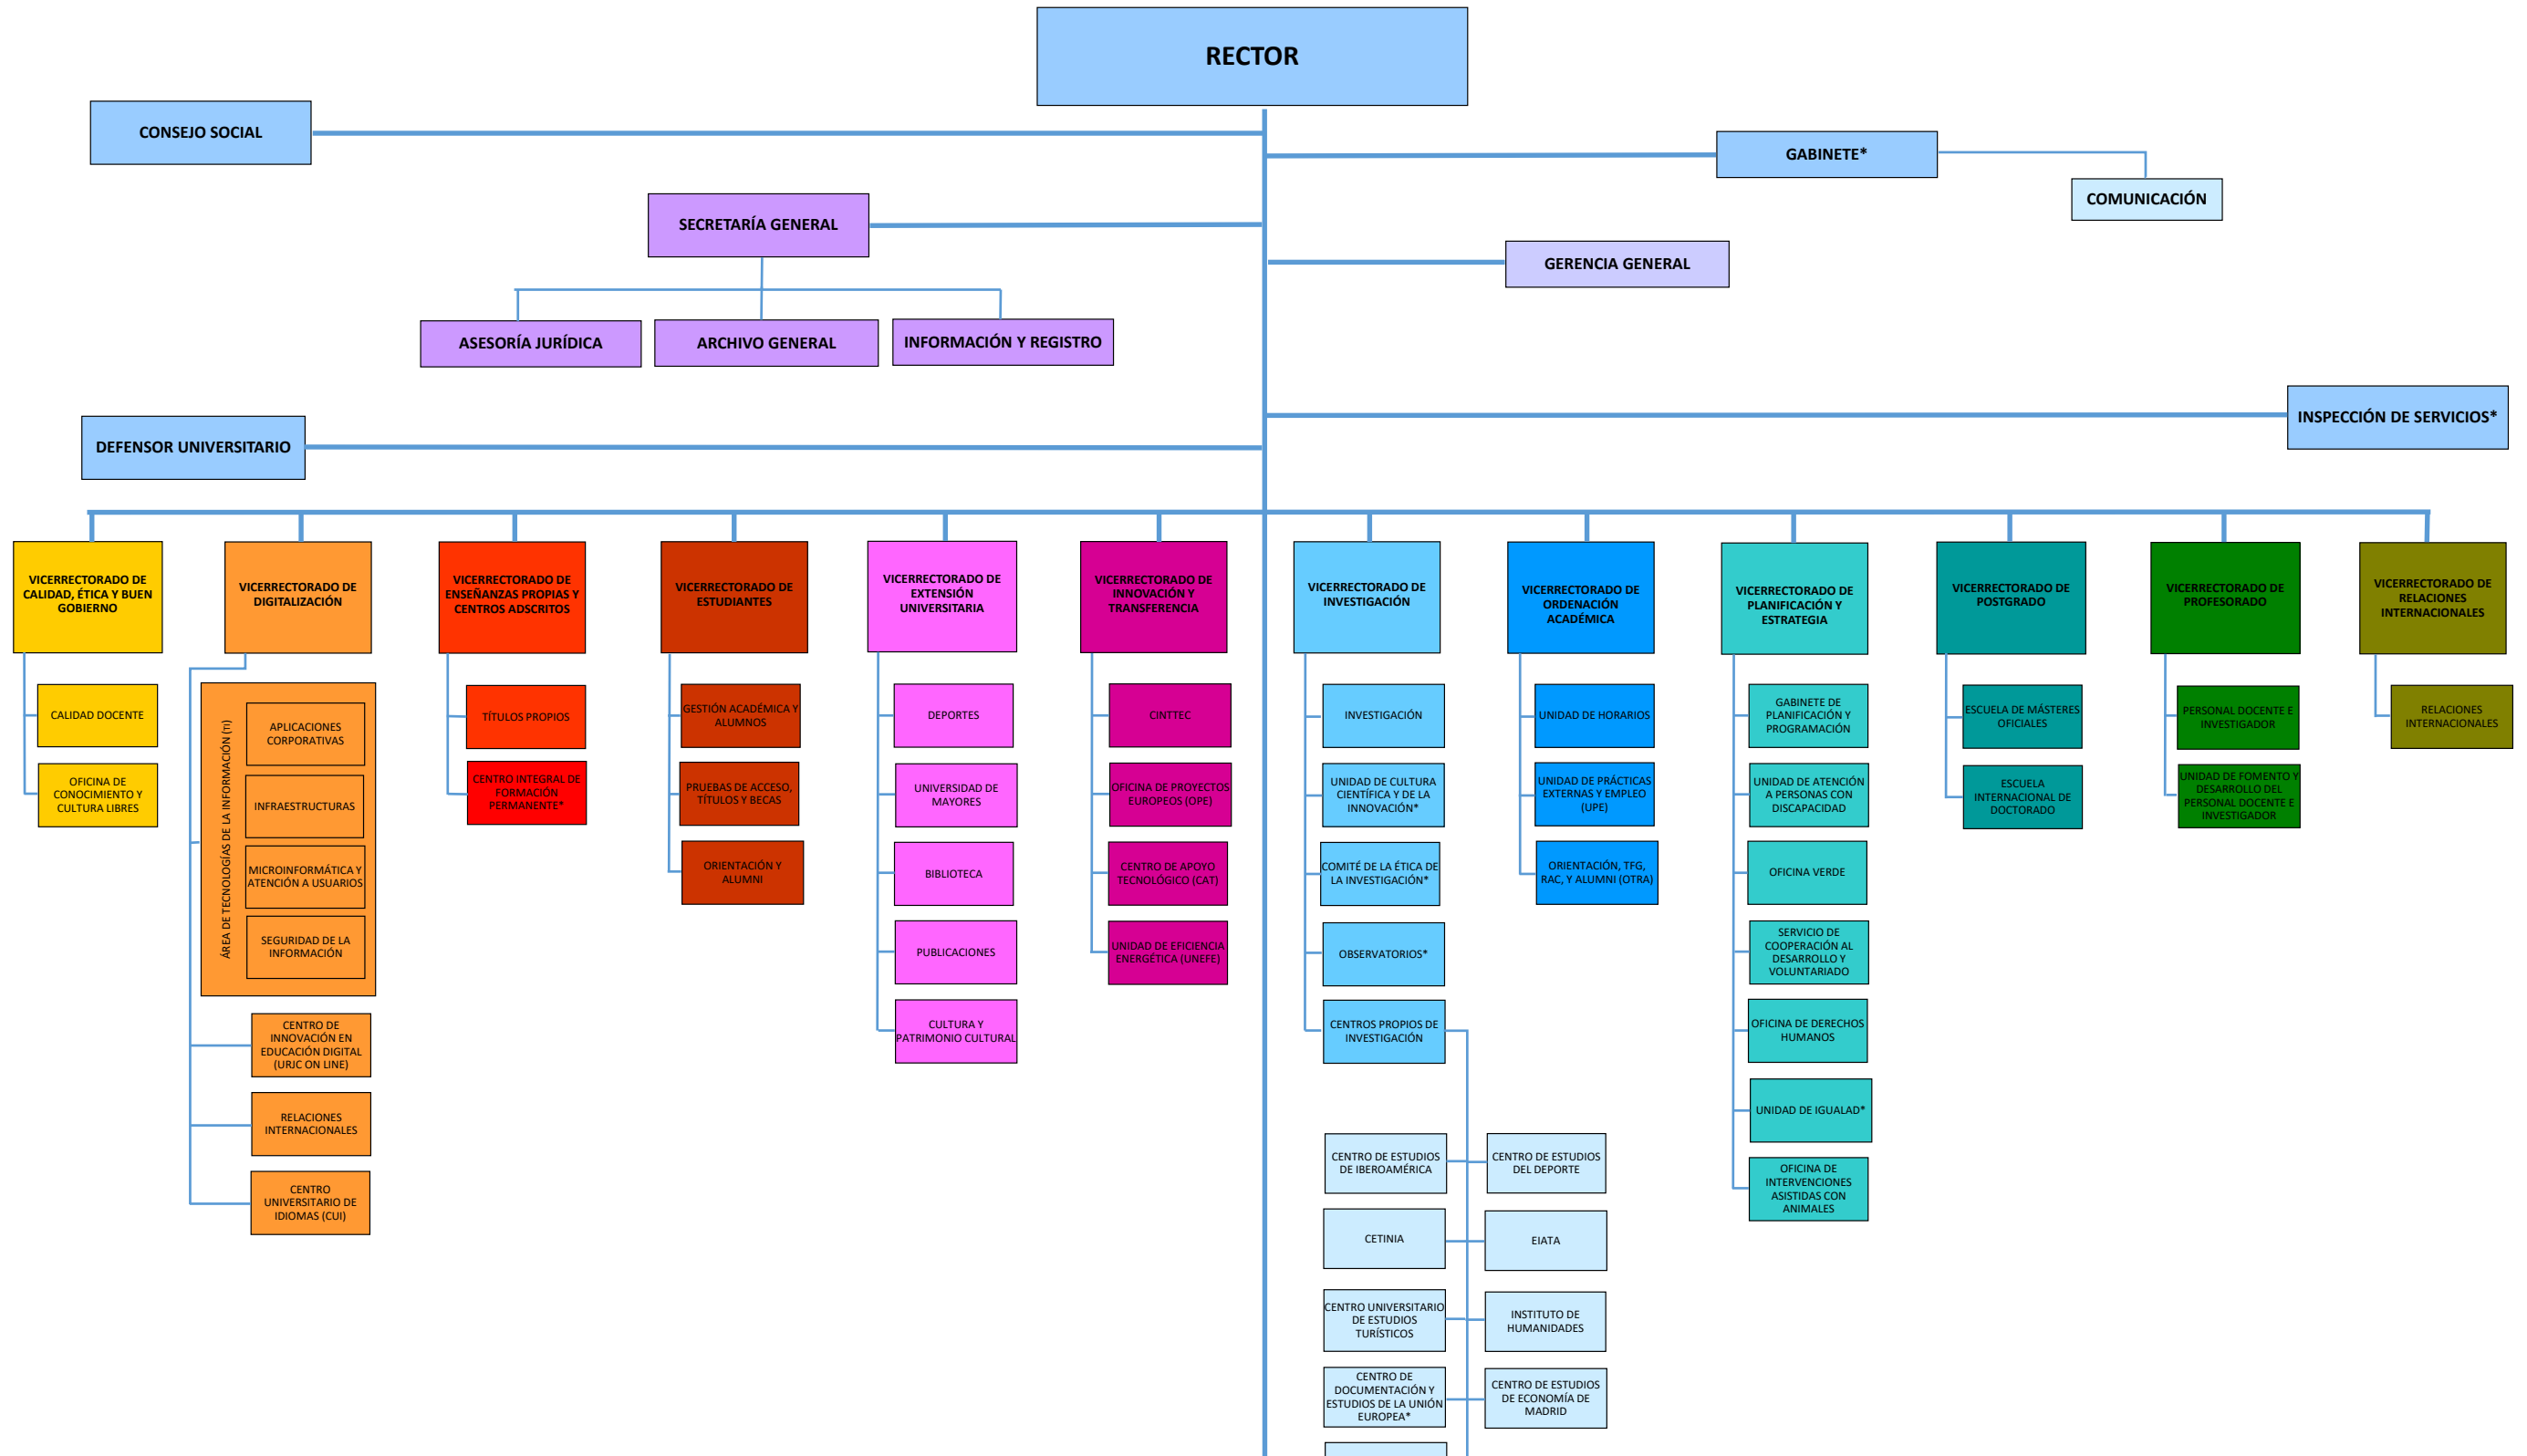 RECTOR
CONSEJO SOCIAL
GABINETE*
COMUNICACIÓN
SECRETARÍA GENERAL
GERENCIA GENERAL
ASESORÍA JURÍDICA
ARCHIVO GENERAL
INFORMACIÓN Y REGISTRO
DEFENSOR UNIVERSITARIO
INSPECCIÓN DE SERVICIOS*
VICERRECTORADO DE
CALIDAD, ÉTICA Y BUEN
GOBIERNO
CALIDAD DOCENTE
OFICINA DE
CONOCIMIENTO Y
CULTURA LIBRES
VICERRECTORADO DE
DIGITALIZACIÓN
ÁREA DE TECNOLOGÍAS DE LA INFORMACIÓN (TI)
APLICACIONES
CORPORATIVAS
INFRAESTRUCTURAS
MICROINFORMÁTICA Y
ATENCIÓN A USUARIOS
SEGURIDAD DE LA
INFORMACIÓN
CENTRO DE
INNOVACIÓN EN
EDUCACIÓN DIGITAL
(URJC ON LINE)
RELACIONES
INTERNACIONALES
CENTRO
UNIVERSITARIO DE
IDIOMAS (CUI)
VICERRECTORADO DE
ENSEÑANZAS PROPIAS Y
CENTROS ADSCRITOS
TÍTULOS PROPIOS
CENTRO INTEGRAL DE
FORMACIÓN
PERMANENTE*
VICERRECTORADO DE
ESTUDIANTES
GESTIÓN ACADÉMICA Y
ALUMNOS
PRUEBAS DE ACCESO,
TÍTULOS Y BECAS
ORIENTACIÓN Y
ALUMNI
VICERRECTORADO DE
EXTENSIÓN
UNIVERSITARIA
DEPORTES
UNIVERSIDAD DE
MAYORES
BIBLIOTECA
PUBLICACIONES
CULTURA Y
PATRIMONIO CULTURAL
VICERRECTORADO DE
INNOVACIÓN Y
TRANSFERENCIA
CINTTEC
OFICINA DE PROYECTOS
EUROPEOS (OPE)
CENTRO DE APOYO
TECNOLÓGICO (CAT)
UNIDAD DE EFICIENCIA
ENERGÉTICA (UNEFE)
VICERRECTORADO DE
INVESTIGACIÓN
INVESTIGACIÓN
UNIDAD DE CULTURA
CIENTÍFICA Y DE LA
INNOVACIÓN*
COMITÉ DE LA ÉTICA DE
LA INVESTIGACIÓN*
OBSERVATORIOS*
CENTROS PROPIOS DE
INVESTIGACIÓN
CENTRO DE ESTUDIOS
DE IBEROAMÉRICA
CENTRO DE ESTUDIOS
DEL DEPORTE
CETINIA
EIATA
CENTRO UNIVERSITARIO
DE ESTUDIOS
TURÍSTICOS
INSTITUTO DE
HUMANIDADES
CENTRO DE
DOCUMENTACIÓN Y
ESTUDIOS DE LA UNIÓN
EUROPEA*
CENTRO DE ESTUDIOS
DE ECONOMÍA DE
MADRID
VICERRECTORADO DE
ORDENACIÓN
ACADÉMICA
UNIDAD DE HORARIOS
UNIDAD DE PRÁCTICAS
EXTERNAS Y EMPLEO
(UPE)
ORIENTACIÓN, TFG,
RAC, Y ALUMNI (OTRA)
VICERRECTORADO DE
PLANIFICACIÓN Y
ESTRATEGIA
GABINETE DE
PLANIFICACIÓN Y
PROGRAMACIÓN
UNIDAD DE ATENCIÓN
A PERSONAS CON
DISCAPACIDAD
OFICINA VERDE
SERVICIO DE
COOPERACIÓN AL
DESARROLLO Y
VOLUNTARIADO
OFICINA DE DERECHOS
HUMANOS
UNIDAD DE IGUALAD*
OFICINA DE
INTERVENCIONES
ASISTIDAS CON
ANIMALES
VICERRECTORADO DE
POSTGRADO
ESCUELA DE MÁSTERES
OFICIALES
ESCUELA
INTERNACIONAL DE
DOCTORADO
VICERRECTORADO DE
PROFESORADO
PERSONAL DOCENTE E
INVESTIGADOR
UNIDAD DE FOMENTO Y
DESARROLLO DEL
PERSONAL DOCENTE E
INVESTIGADOR
VICERRECTORADO DE
RELACIONES
INTERNACIONALES
RELACIONES
INTERNACIONALES